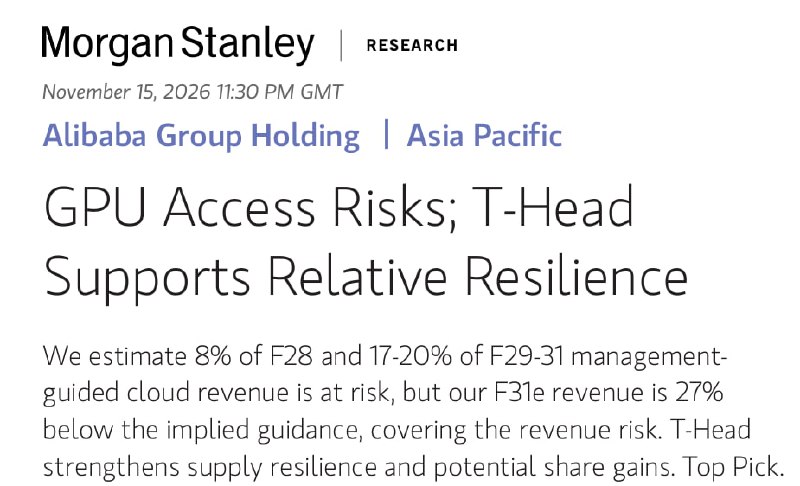 Morgan Stanley | RESEARCH
November 15, 2026 11:30 PM GMT
Alibaba Group Holding | Asia Pacific
GPU Access Risks; T-Head
Supports Relative Resilience
We estimate 8% of F28 and 17-20% of F29-31 management-
guided cloud revenue is at risk, but our F31e revenue is 27%
below the implied guidance, covering the revenue risk. T-Head
strengthens supply resilience and potential share gains. Top Pick.